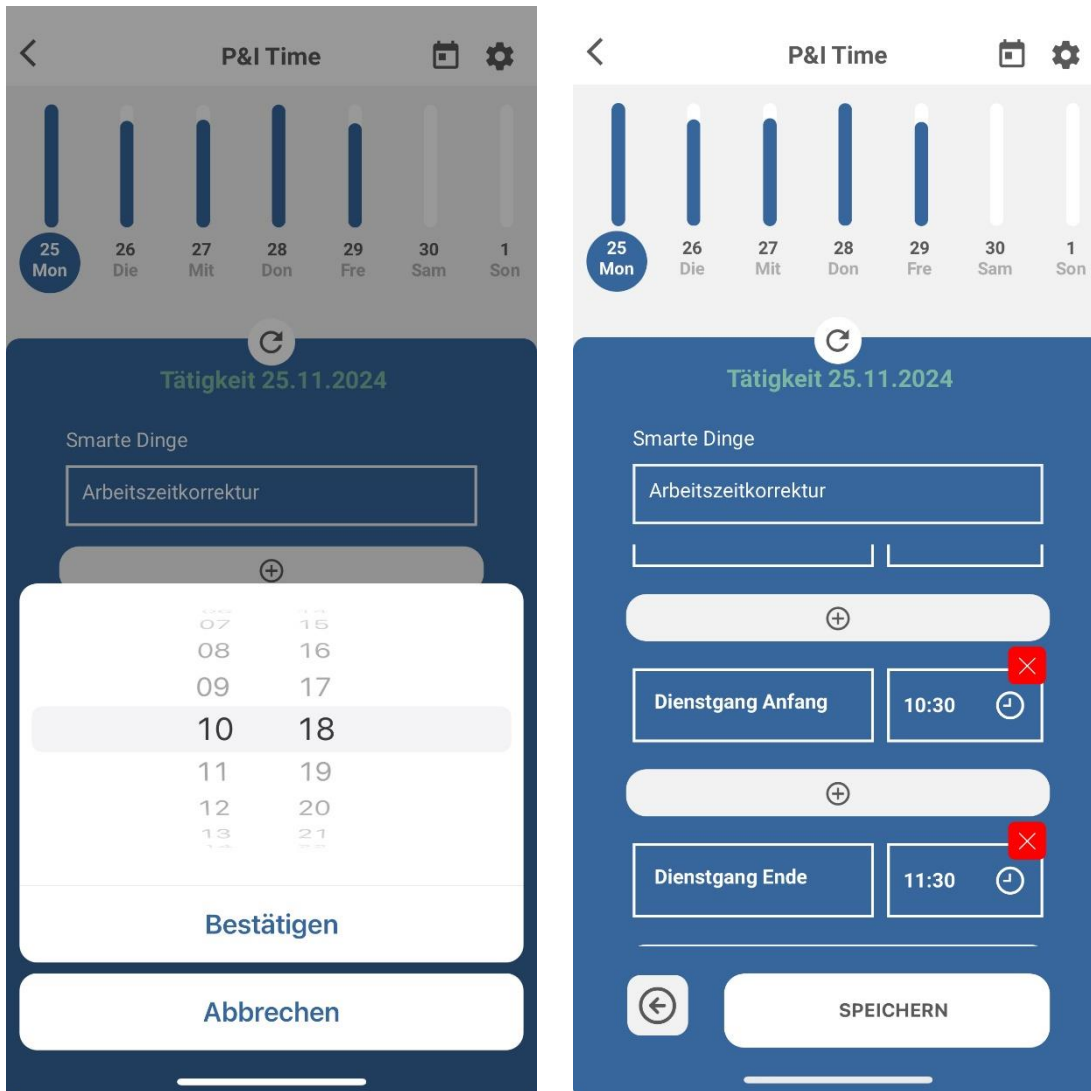 P&I Time
25 26 27 28 29 30 1
Mon Die Mit Don Fre Sam Son
Tätigkeit 25.11.2024
Smarte Dinge
Arbeitszeitkorrektur
07 15
08 16
09 17
10 18
11 19
12 20
13 21
Bestätigen
Abbrechen
P&I Time
25 26 27 28 29 30 1
Mon Die Mit Don Fre Sam Son
Tätigkeit 25.11.2024
Smarte Dinge
Arbeitszeitkorrektur
Dienstgang Anfang 10:30
Dienstgang Ende 11:30
SPEICHERN